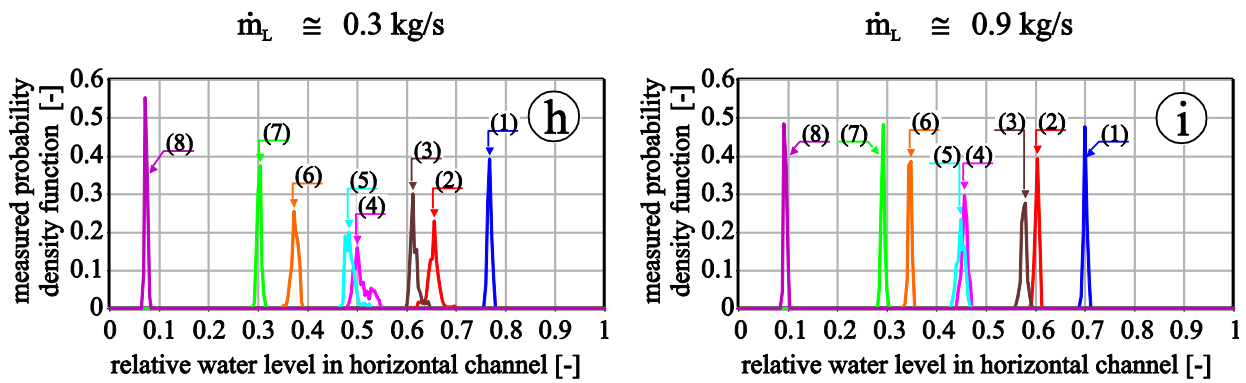 ṁL ≅ 0.3 kg/s
measured probability
density function [-]
0.6
0.5
0.4
0.3
0.2
0.1
0
h
(8)
(7)
(6)
(5)
(4)
(3)
(2)
(1)
0 0.1 0.2 0.3 0.4 0.5 0.6 0.7 0.8 0.9 1
relative water level in horizontal channel [-]
ṁL ≅ 0.9 kg/s
measured probability
density function [-]
0.6
0.5
0.4
0.3
0.2
0.1
0
i
(8)
(7)
(6)
(5)
(4)
(3)
(2)
(1)
0 0.1 0.2 0.3 0.4 0.5 0.6 0.7 0.8 0.9 1
relative water level in horizontal channel [-]